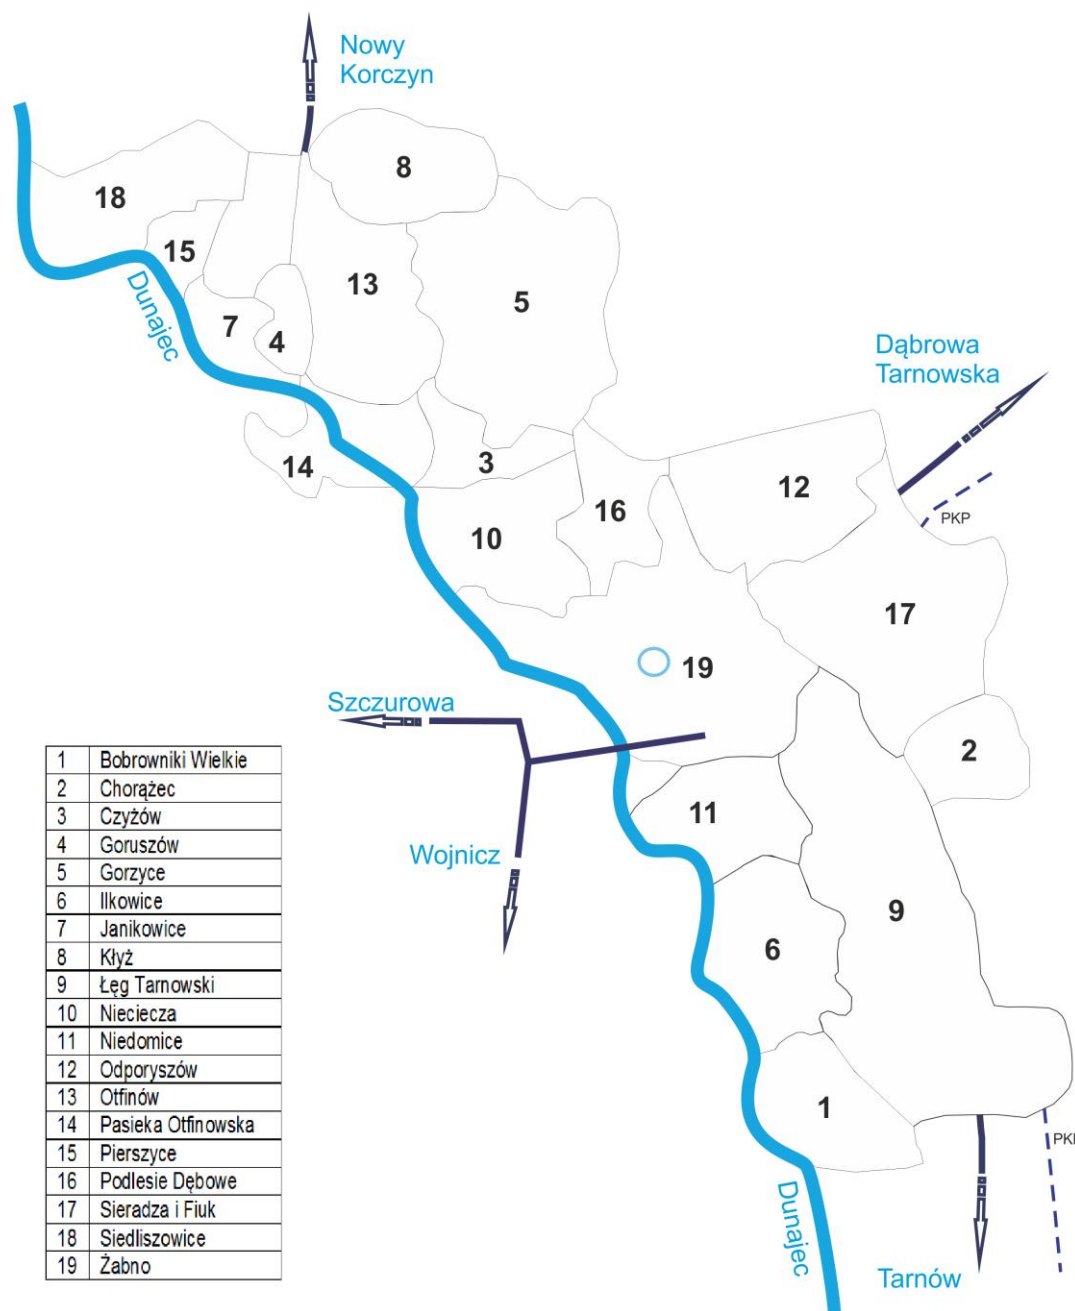 Nowy
Korczyn
8
18
15
13
5
7
4
Dunajec
Dąbrowa
Tarnowska
14
3
12
16
PKP
10
17
19
Szczurowa
2
11
Wojnicz
9
6
1
PKP
Dunajec
Tarnów
1 Bobrowniki Wielkie
2 Chorążec
3 Czyżów
4 Goruszów
5 Gorzyce
6 Ilkowice
7 Janikowice
8 Kłyż
9 Łęg Tarnowski
10 Nieciecza
11 Niedomice
12 Odporyszów
13 Otfinów
14 Pasieka Otfinowska
15 Pierszyce
16 Podlesie Dębowe
17 Sieradza i Fiuk
18 Siedliszowice
19 Żabno